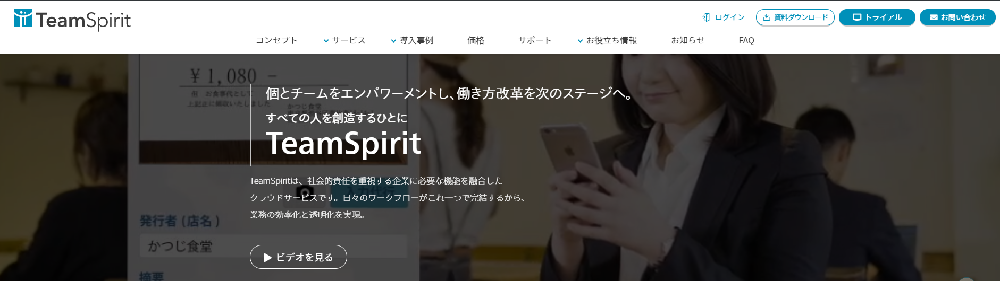 TeamSpirit
ログイン
資料ダウンロード
トライアル
お問い合わせ
コンセプト
サービス
導入事例
価格
サポート
お役立ち情報
お知らせ
FAQ
¥ 1,080 -
但 お食事代として
上記正に領収いたしました
かつじ食堂
個とチームをエンパワーメントし、働き方改革を次のステージへ。
すべての人を創造するひとに
TeamSpirit
TeamSpiritは、社会的責任を重視する企業に必要な機能を融合した
クラウドサービスです。日々のワークフローがこれ一つで完結するから、
業務の効率化と透明化を実現。
入力代行
発行者 (店名)
かつじ食堂
ビデオを見る
摘要